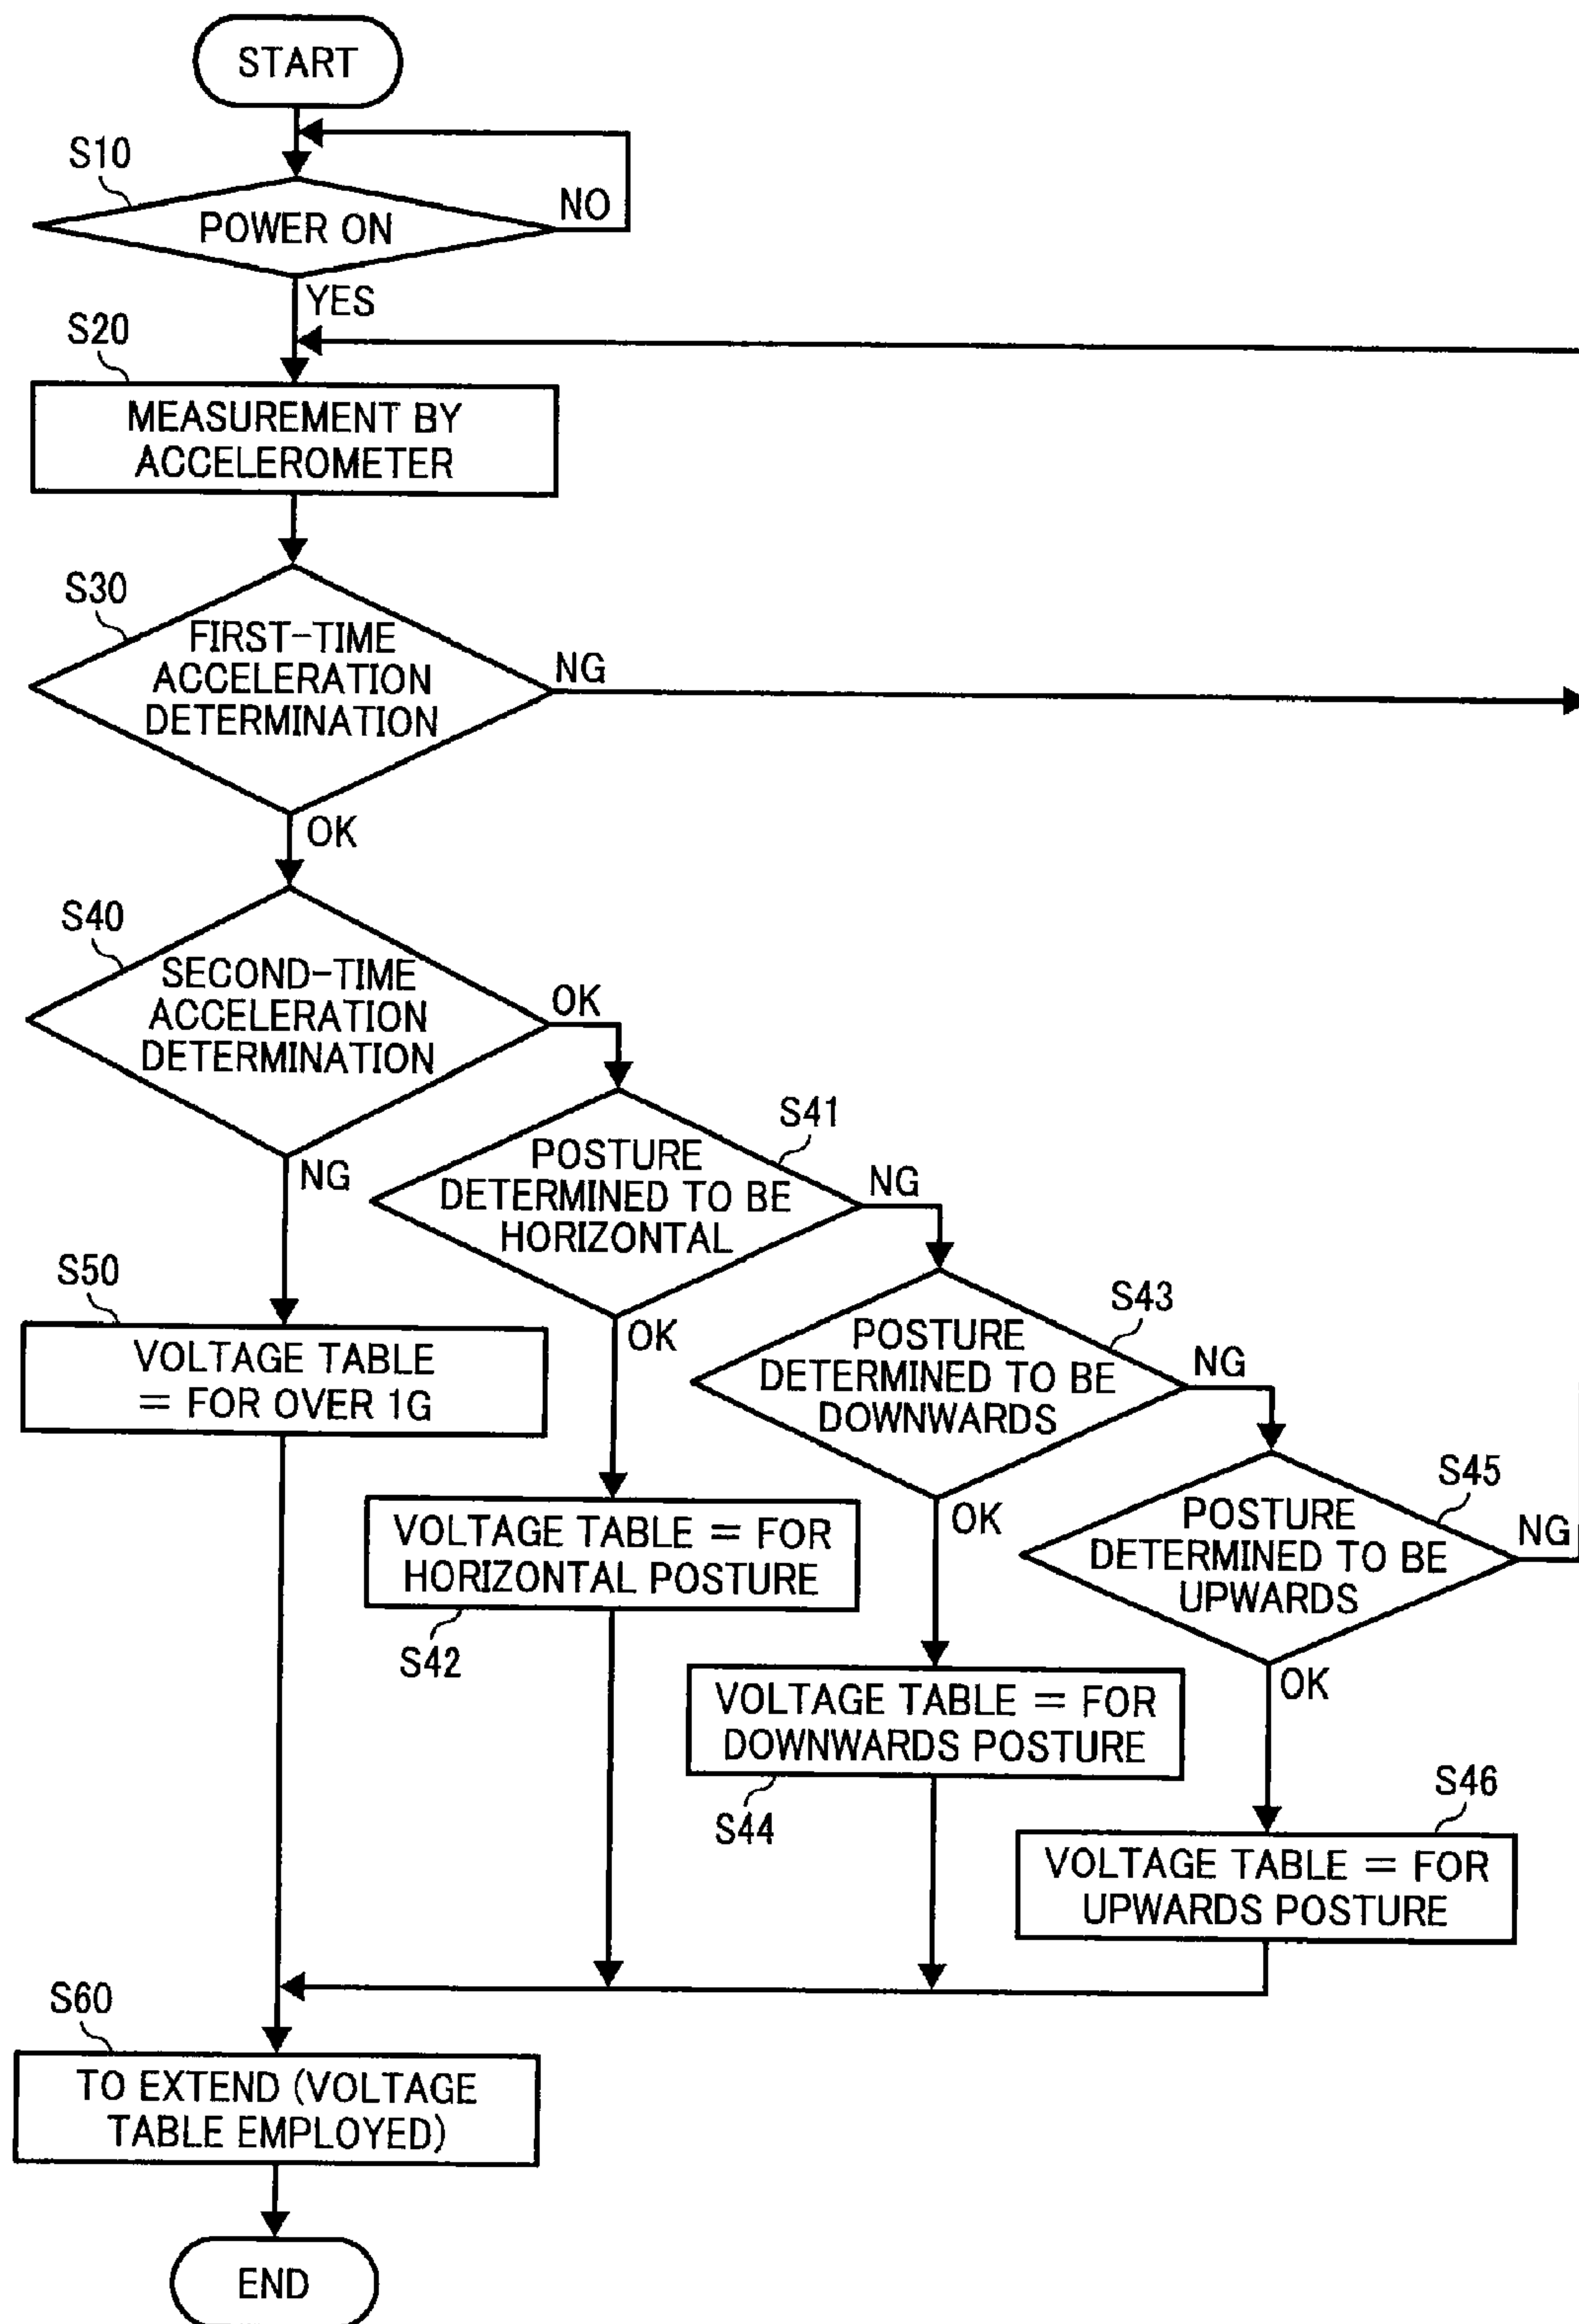 START
S10
POWER ON
NO
YES
S20
MEASUREMENT BY
ACCELEROMETER
S30
FIRST-TIME
ACCELERATION
DETERMINATION
NG
OK
S40
SECOND-TIME
ACCELERATION
DETERMINATION
OK
NG
S41
POSTURE
DETERMINED TO BE
HORIZONTAL
NG
OK
S50
VOLTAGE TABLE
= FOR OVER 1G
S43
POSTURE
DETERMINED TO BE
DOWNWARDS
NG
OK
S42
VOLTAGE TABLE = FOR
HORIZONTAL POSTURE
S45
POSTURE
DETERMINED TO BE
UPWARDS
NG
OK
S44
VOLTAGE TABLE = FOR
DOWNWARDS POSTURE
S46
VOLTAGE TABLE = FOR
UPWARDS POSTURE
S60
TO EXTEND (VOLTAGE
TABLE EMPLOYED)
END